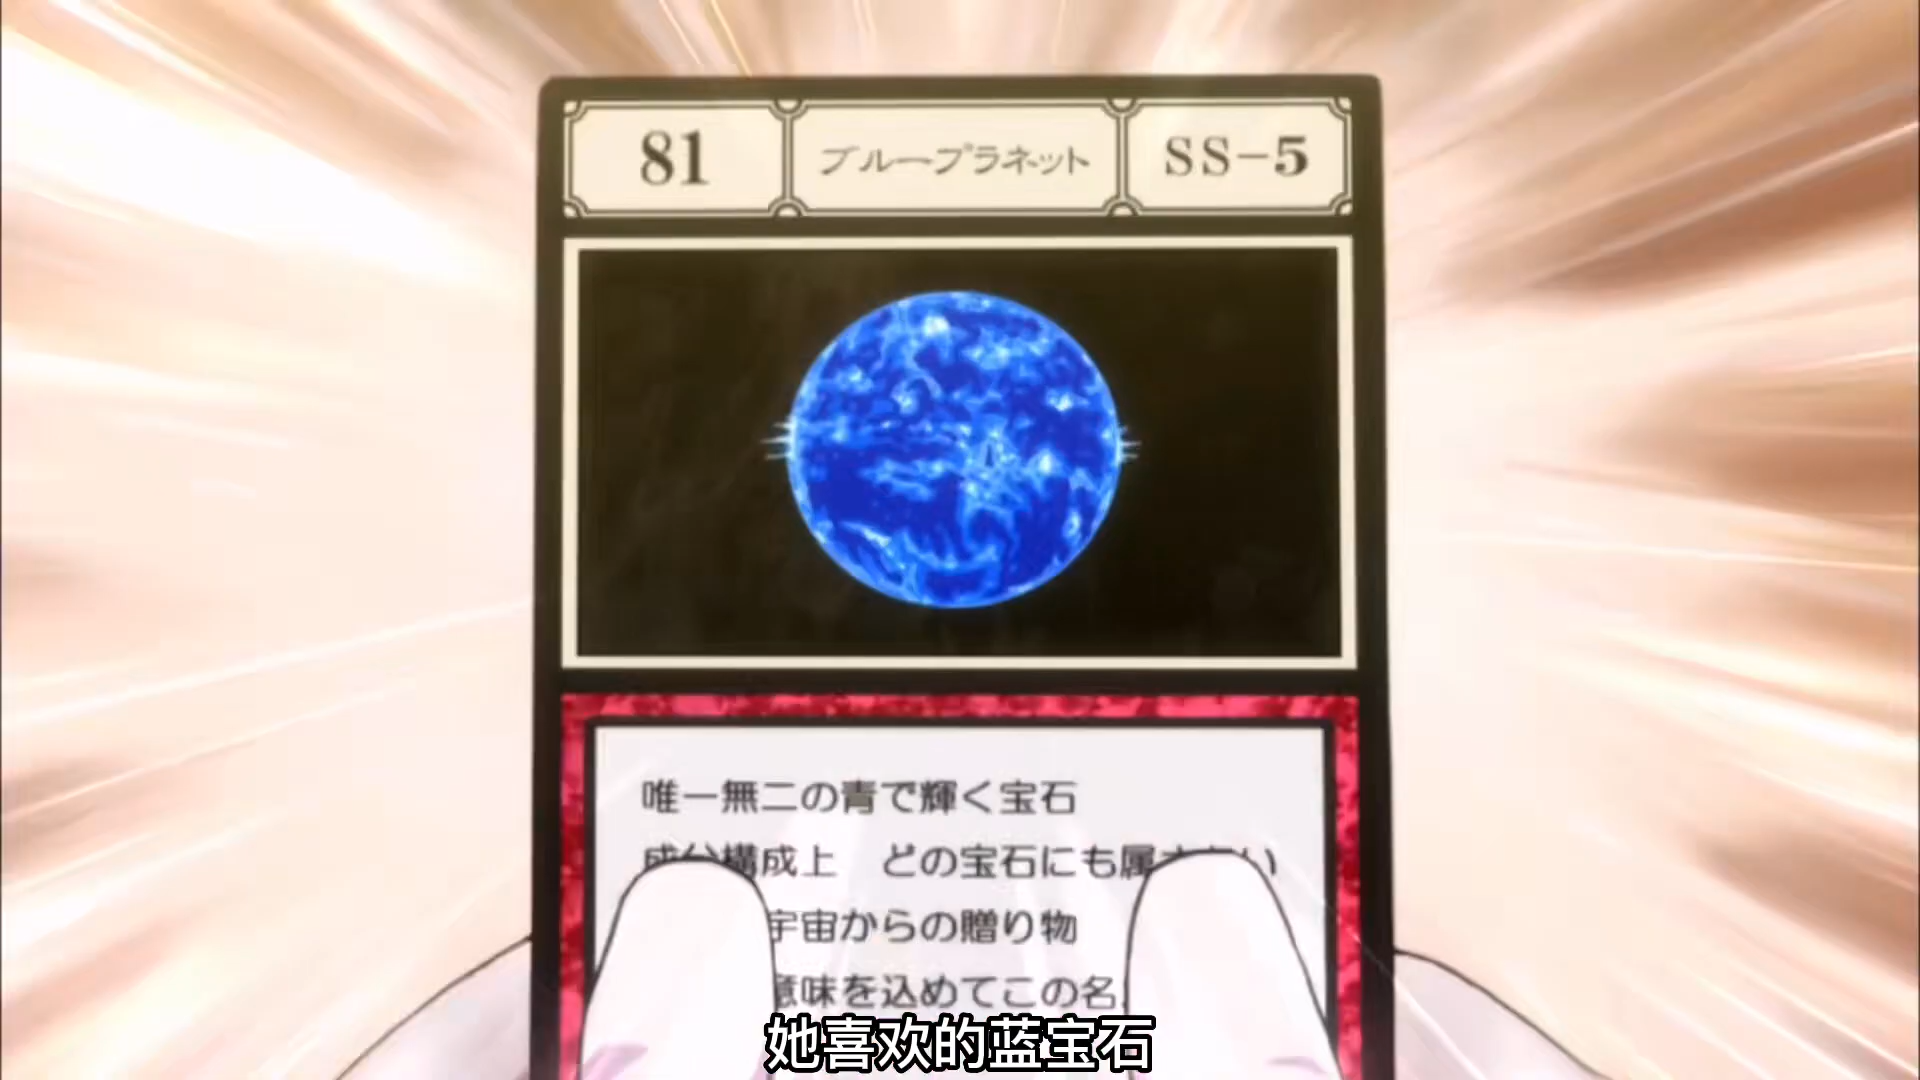 81
ブループラネット
SS-5
唯一無二の青で輝く宝石
構成上 どの宝石にも属
宇宙からの贈り物
意味を込めてこの名
她喜欢的蓝宝石